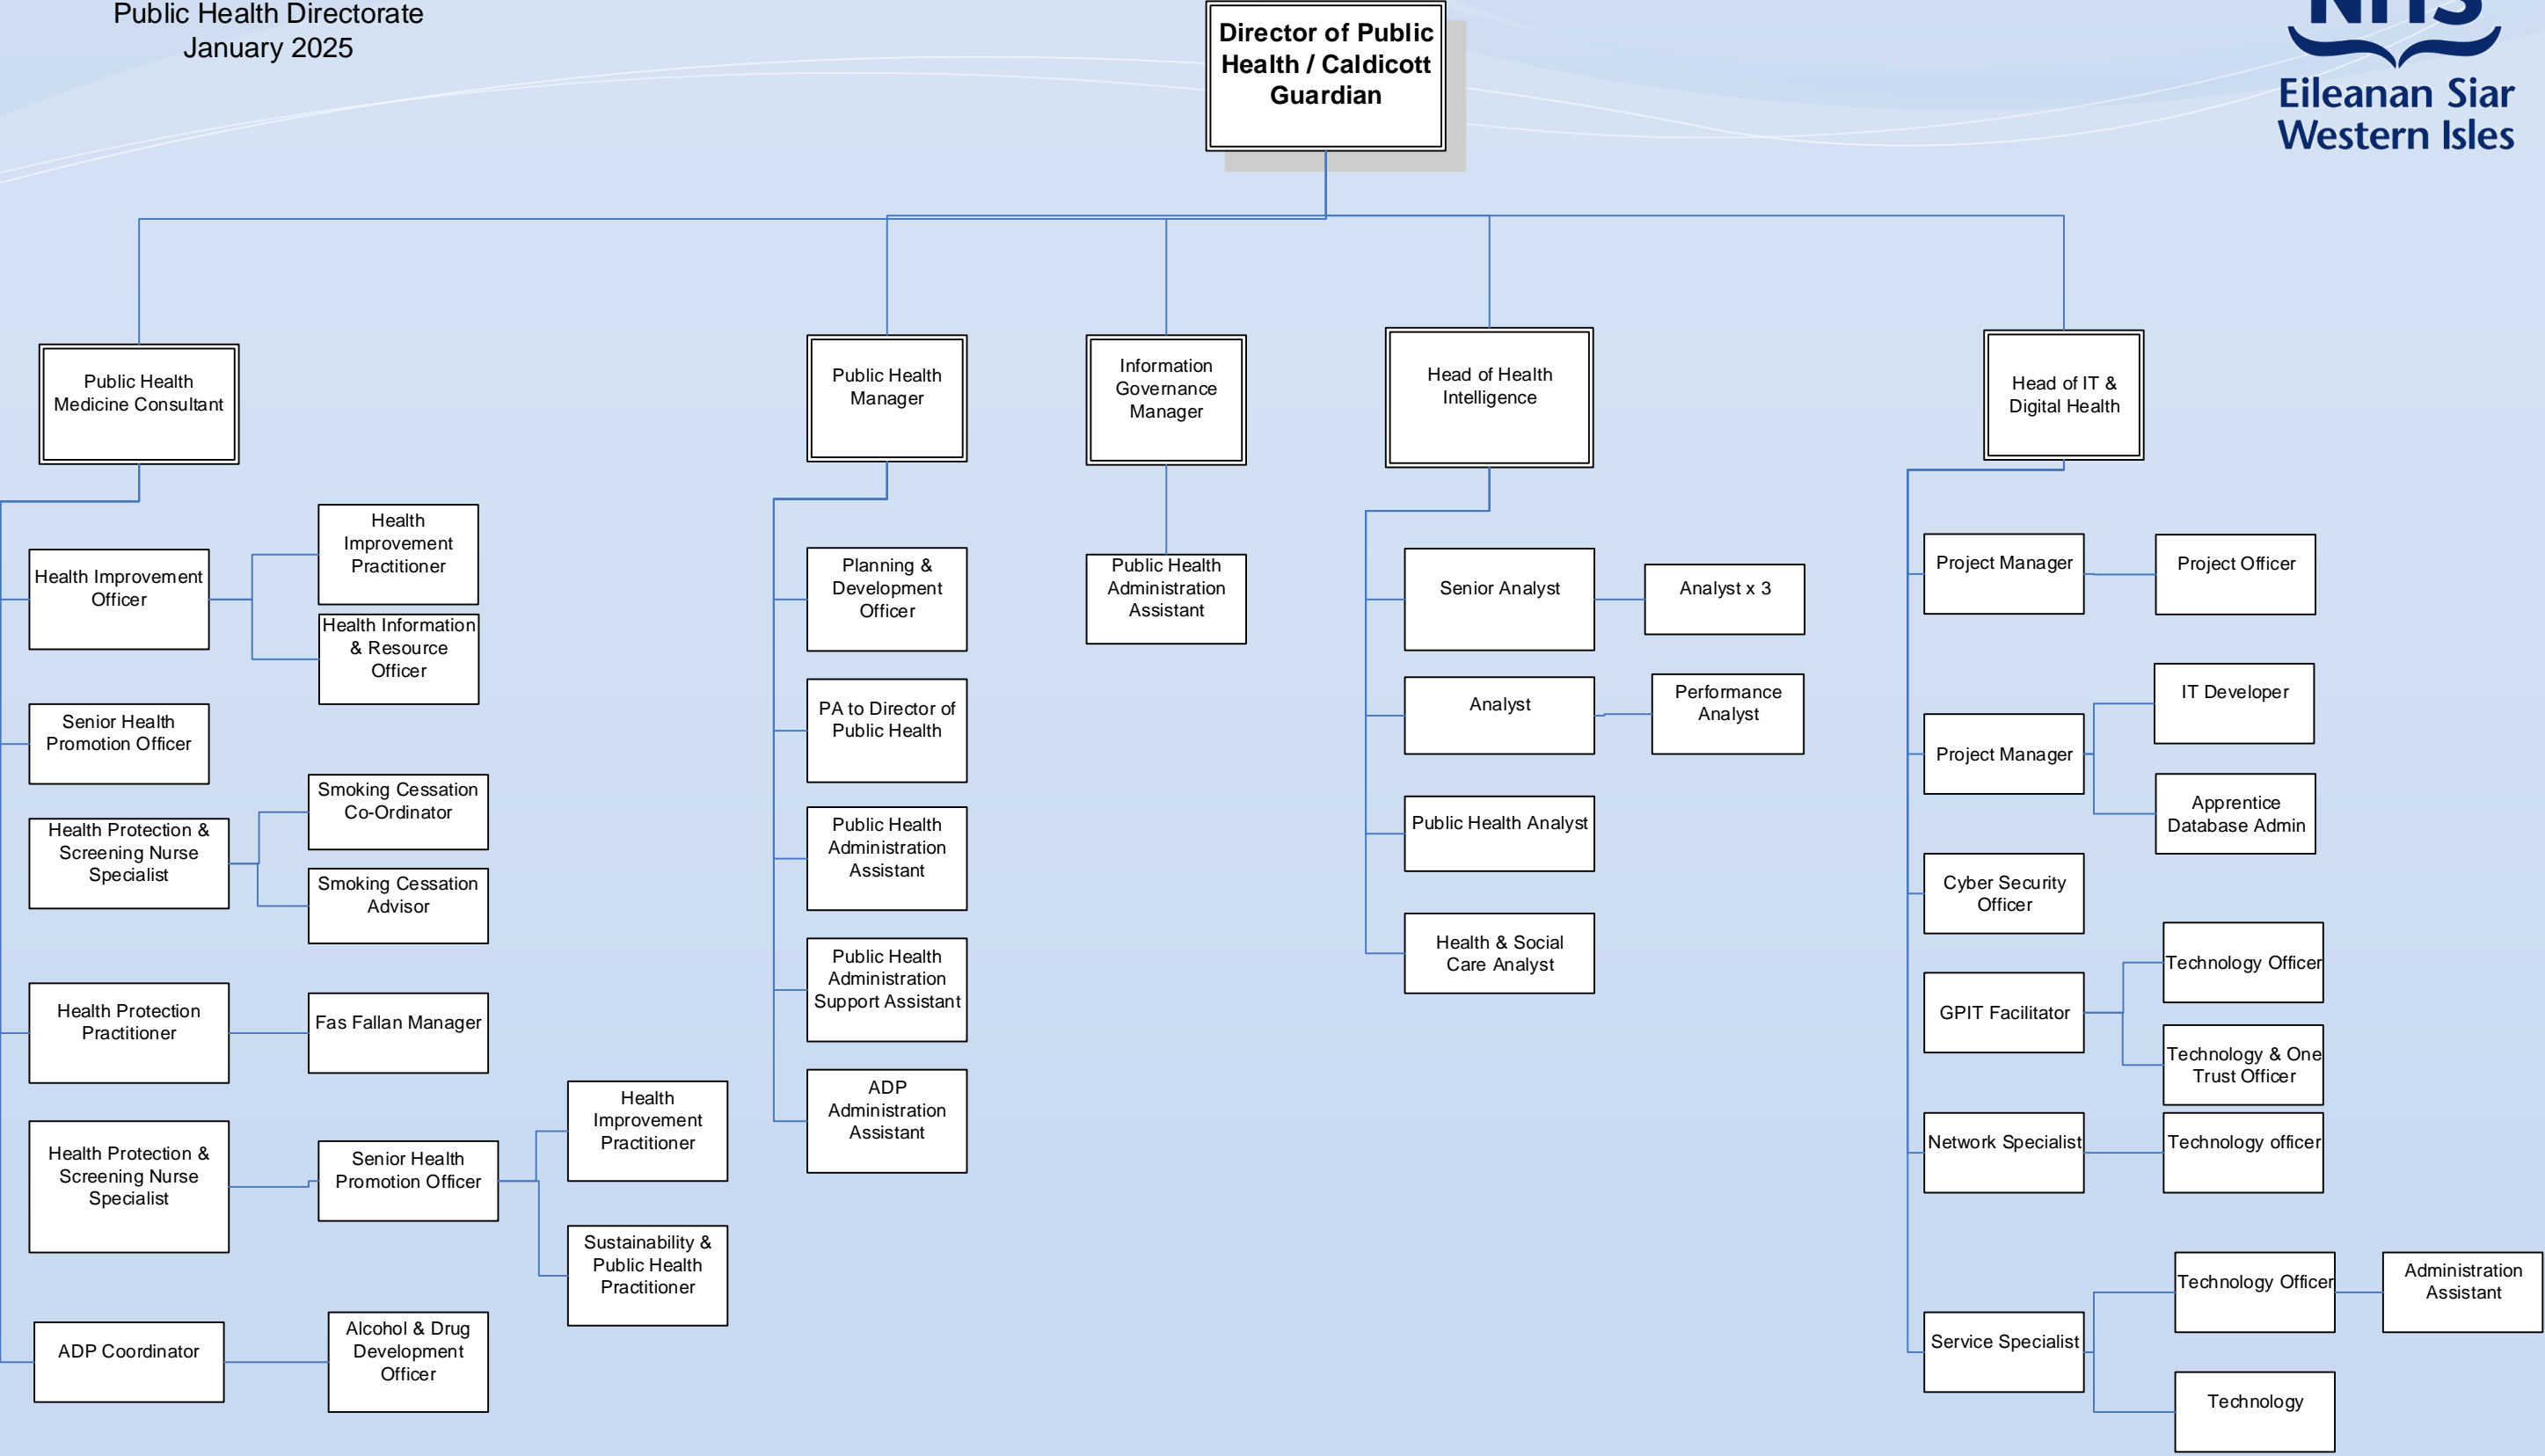 Public Health Directorate
January 2025
Director of Public
Health / Caldicott
Guardian
NHS
Eileanan Siar
Western Isles
Public Health
Medicine Consultant
Public Health
Manager
Information
Governance
Manager
Head of Health
Intelligence
Head of IT &
Digital Health
Health Improvement
Officer
Health
Improvement
Practitioner
Health Information
& Resource
Officer
Senior Health
Promotion Officer
Health Protection &
Screening Nurse
Specialist
Smoking Cessation
Co-Ordinator
Smoking Cessation
Advisor
Health Protection
Practitioner
Fas Fallan Manager
Health Protection &
Screening Nurse
Specialist
Senior Health
Promotion Officer
Health
Improvement
Practitioner
Sustainability &
Public Health
Practitioner
ADP Coordinator
Alcohol & Drug
Development
Officer
Planning &
Development
Officer
PA to Director of
Public Health
Public Health
Administration
Assistant
Public Health
Administration
Support Assistant
ADP
Administration
Assistant
Public Health
Administration
Assistant
Senior Analyst
Analyst x 3
Analyst
Performance
Analyst
Public Health Analyst
Health & Social
Care Analyst
Project Manager
Project Officer
Project Manager
IT Developer
Apprentice
Database Admin
Cyber Security
Officer
GPIT Facilitator
Technology Officer
Technology & One
Trust Officer
Network Specialist
Technology officer
Service Specialist
Technology Officer
Administration
Assistant
Technology